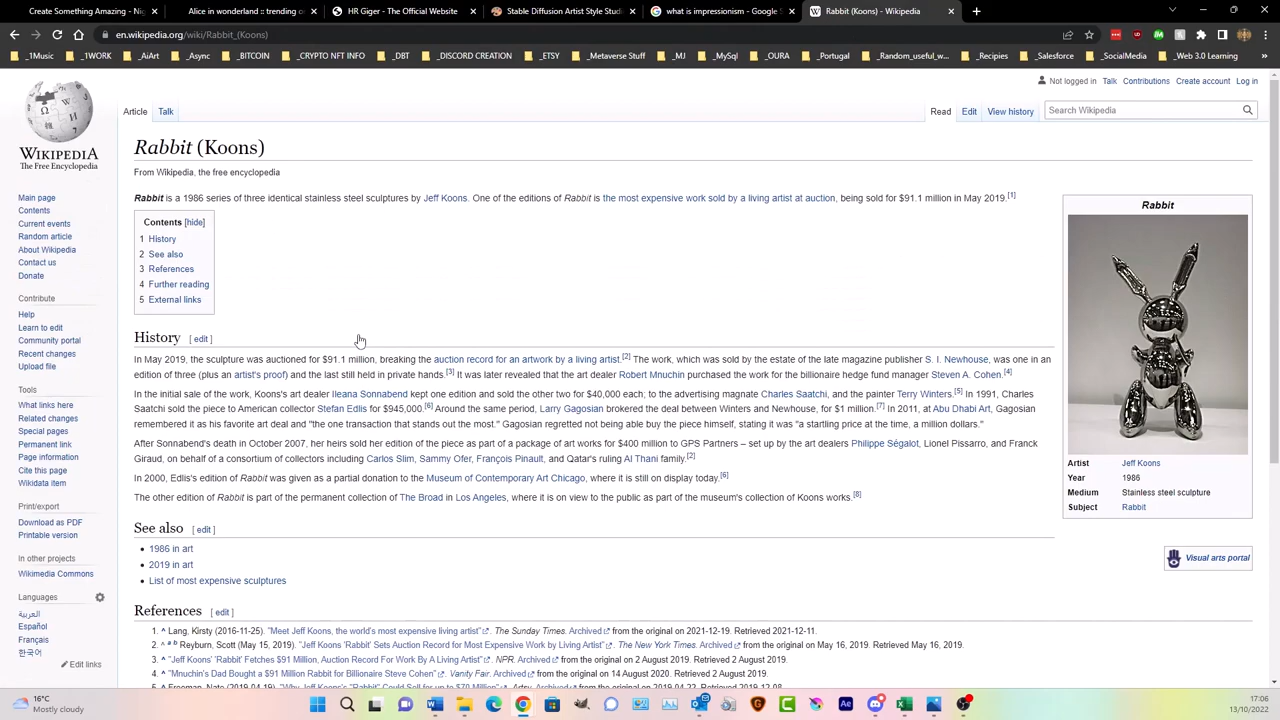 Some Amazing Creations - Nig
Alice in wonderland :: trending o
HR Giger - The Official Website
Stable Diffusion Artist Style Studi
what is impressionism - Google S
Rabbit (Koons) - Wikipedia
en.wikipedia.org/wiki/Rabbit_(Koons)
_1Music
_1WORK
_AiArt
_Async
_BITCOIN
_CRYPTO NFT INFO
_DBT
_DISCORD CREATION
_ETSY
_Metaverse Stuff
_MJ
_MySql
_OURA
_Portugal
_Random_useful_w...
_Recipes
_Salesforce
_Social Media
_Web 3.0 Learning
Not logged in Talk Contributions Create account Log in
Article Talk Read Edit View history Search Wikipedia
WIKIPEDIA
The Free Encyclopedia
Main page
Contents
Current events
Random article
About Wikipedia
Contact us
Donate
Contribute
Help
Learn to edit
Community portal
Recent changes
Upload file
Tools
What links here
Related changes
Special pages
Permanent link
Page information
Cite this page
Wikidata item
Print/export
Download as PDF
Printable version
In other projects
Wikimedia Commons
Languages
العربية
Español
Français
한국어
Edit links
Rabbit (Koons)
From Wikipedia, the free encyclopedia
Rabbit is a 1986 series of three identical stainless steel sculptures by Jeff Koons. One of the editions of Rabbit is the most expensive work sold by a living artist at auction, being sold for $91.1 million in May 2019.[1]
Contents [hide]
1 History
2 See also
3 References
4 Further reading
5 External links
History [ edit ]
In May 2019, the sculpture was auctioned for $91.1 million, breaking the auction record for an artwork by a living artist.[2] The work, which was sold by the estate of the late magazine publisher S. I. Newhouse, was one in an
edition of three (plus an artist's proof) and the last still held in private hands.[3] It was later revealed that the art dealer Robert Mnuchin purchased the work for the billionaire hedge fund manager Steven A. Cohen.[4]
In the initial sale of the work, Koons's art dealer Ileana Sonnabend kept one edition and sold the other two for $40,000 each; to the advertising magnate Charles Saatchi, and the painter Terry Winters.[5] In 1991, Charles
Saatchi sold the piece to American collector Stefan Edlis for $945,000.[6] Around the same period, Larry Gagosian brokered the deal between Winters and Newhouse, for $1 million.[7] In 2011, at Abu Dhabi Art, Gagosian
remembered it as his favorite art deal and "the one transaction that stands out the most." Gagosian regretted not being able buy the piece himself, stating it was "a startling price at the time, a million dollars."
After Sonnabend's death in October 2007, her heirs sold her edition of the piece as part of a package of art works for $400 million to GPS Partners – set up by the art dealers Philippe Ségalot, Lionel Pissarro, and Franck
Giraud, on behalf of a consortium of collectors including Carlos Slim, Sammy Ofer, François Pinault, and Qatar's ruling Al Thani family.[2]
In 2000, Edlis's edition of Rabbit was given as a partial donation to the Museum of Contemporary Art Chicago, where it is still on display today.[6]
The other edition of Rabbit is part of the permanent collection of The Broad in Los Angeles, where it is on view to the public as part of the museum's collection of Koons works.[8]
See also [ edit ]
1986 in art
2019 in art
List of most expensive sculptures
References [ edit ]
1. ^ Lang, Kirsty (2016-11-25). "Meet Jeff Koons, the world's most expensive living artist". The Sunday Times. Archived from the original on 2021-12-19. Retrieved 2021-12-11.
2. ^ a b Reyburn, Scott (May 15, 2019). "Jeff Koons 'Rabbit' Sets Auction Record for Most Expensive Work by Living Artist". The New York Times. Archived from the original on May 16, 2019. Retrieved May 16, 2019.
3. ^ "Jeff Koons' 'Rabbit' Fetches $91 Million, Auction Record For Work By A Living Artist". NPR. Archived from the original on 2 August 2019. Retrieved 2 August 2019.
4. ^ "Mnuchin's Dad Bought a $91 Million Rabbit for Billionaire Steve Cohen". Vanity Fair. Archived from the original on 14 August 2020. Retrieved 2 August 2019.
Rabbit
Artist Jeff Koons
Year 1986
Medium Stainless steel sculpture
Subject Rabbit
Visual arts portal
16°C
Mostly cloudy
17:06
13/10/2022